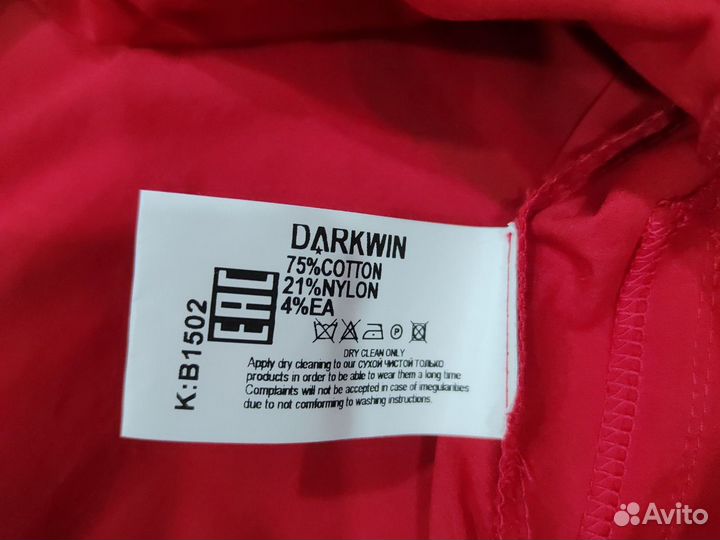 DARKWIN
75%COTTON
21%NYLON
4%EA
EAC
K:B1502
DRY CLEAN ONLY
Apply dry cleaning to our СУХОЙ ЧИСТОЙ ТОЛЬКО
products in order to be able to wear them a long time
Complaints will not be accepted in case of irregularities
due to not comforming to washing instructions.
Avito